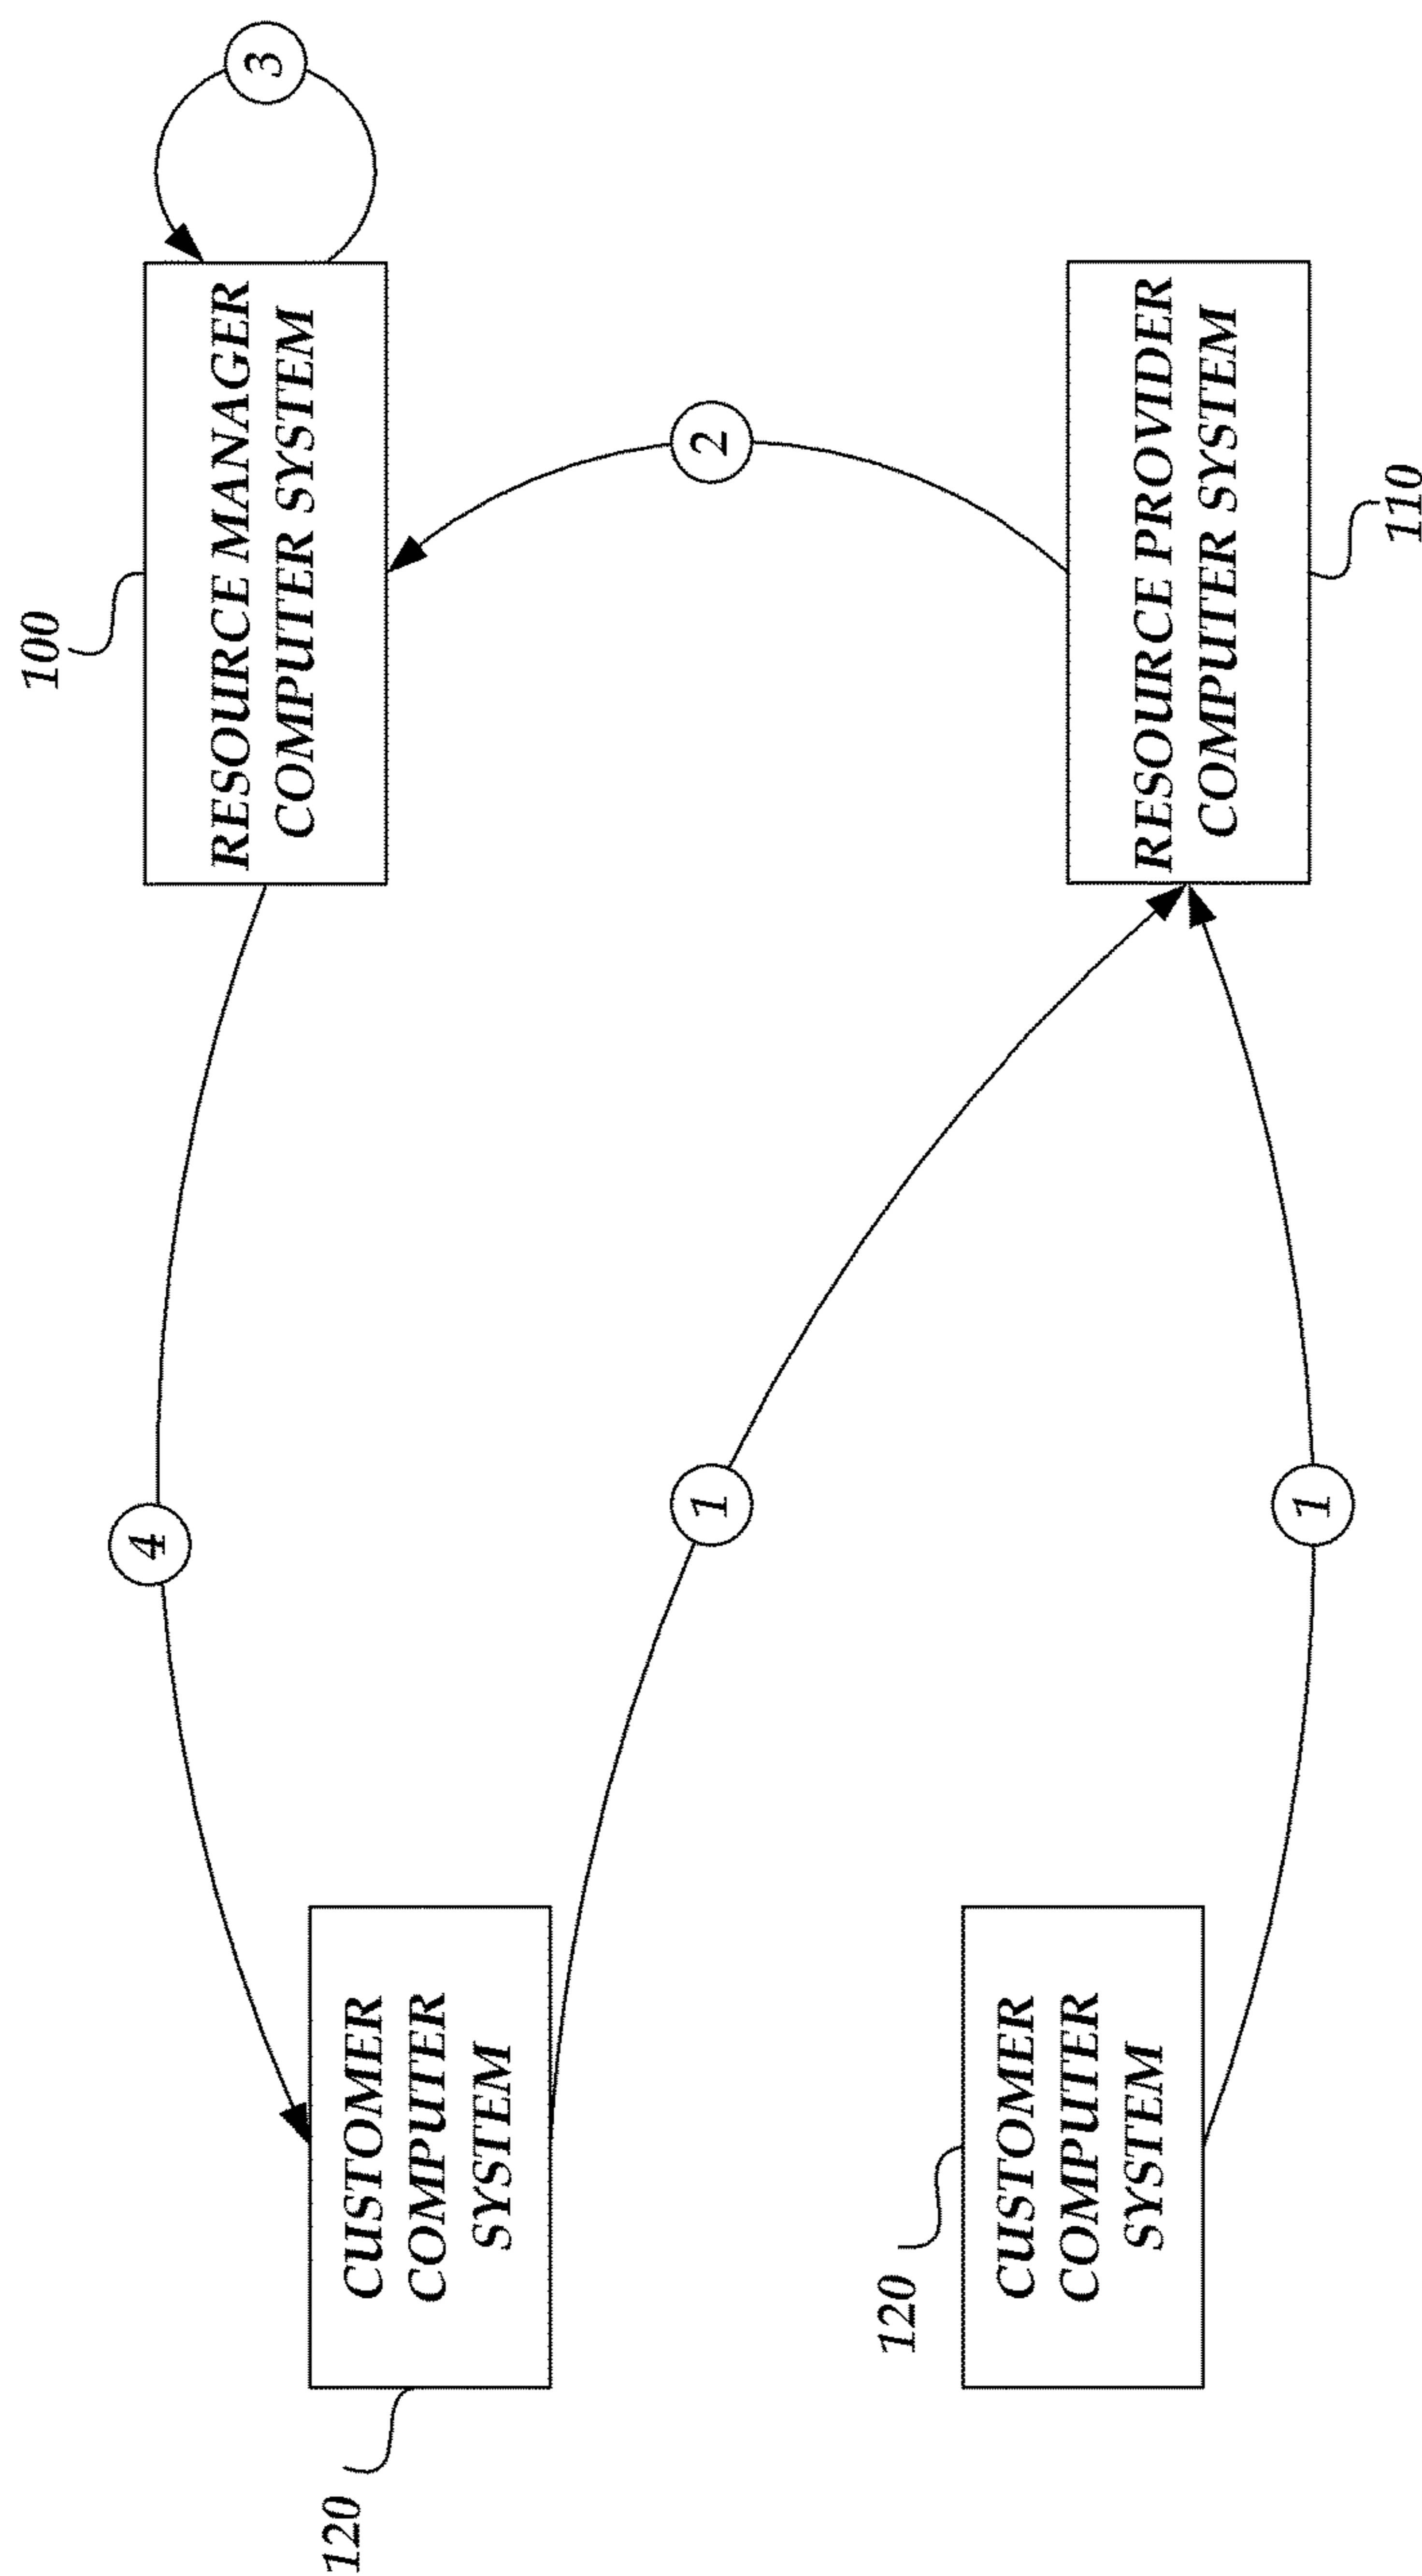 100
3
RESOURCE MANAGER
COMPUTER SYSTEM
4
2
CUSTOMER
COMPUTER
SYSTEM
120
1
120
CUSTOMER
COMPUTER
SYSTEM
RESOURCE PROVIDER
COMPUTER SYSTEM
1
110